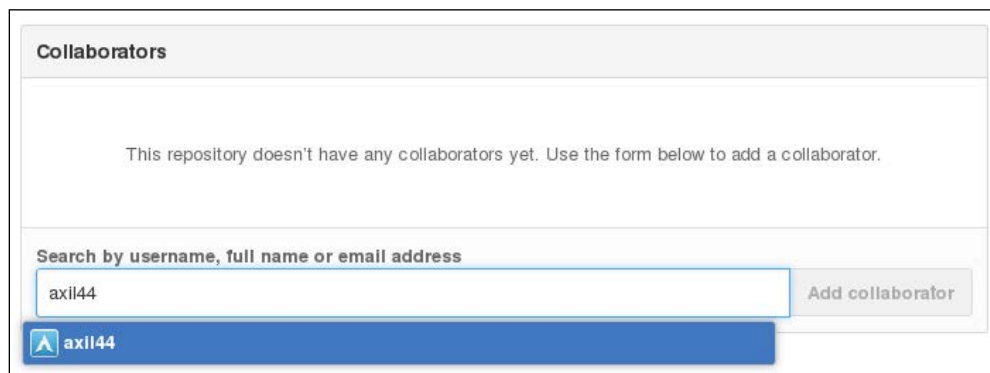 Collaborators
This repository doesn't have any collaborators yet. Use the form below to add a collaborator.
Search by username, full name or email address
axil44
Add collaborator
axil44